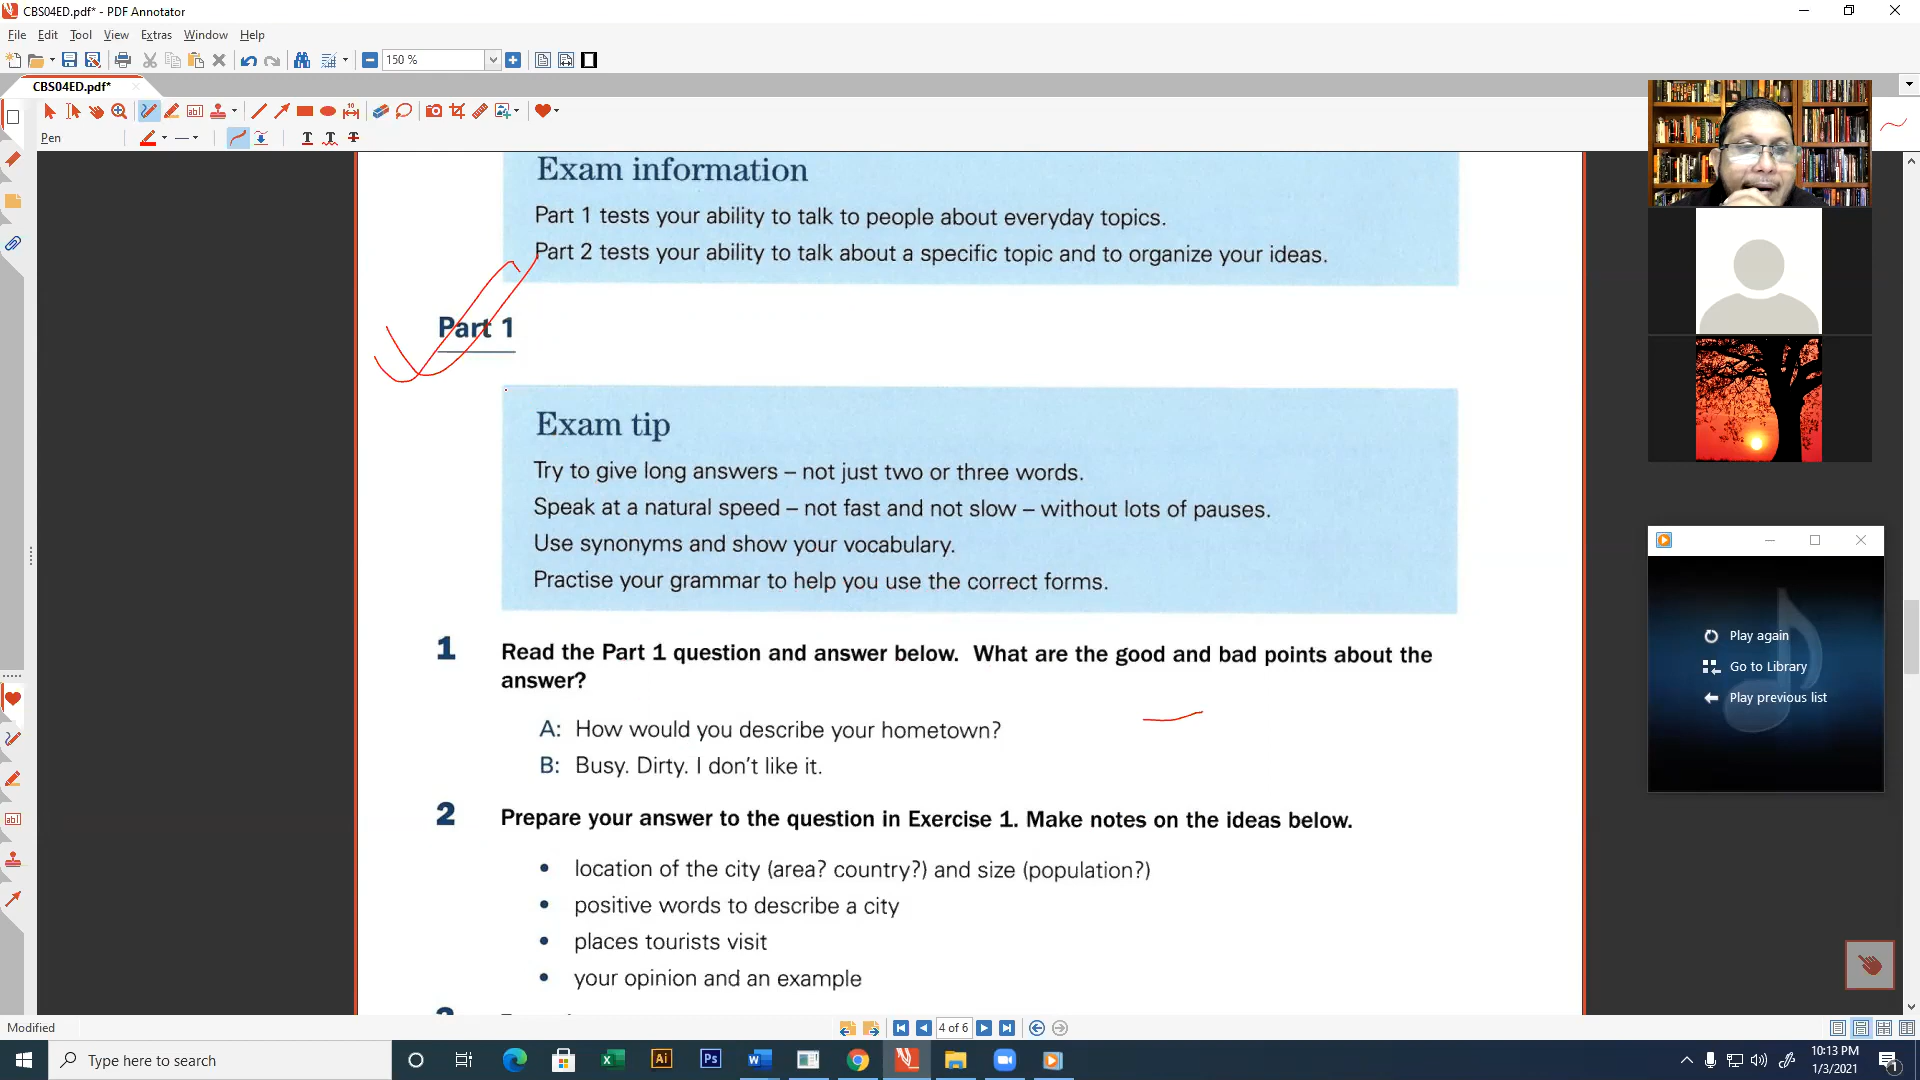 CBS04ED.pdf* - PDF Annotator
File Edit Tool View Extras Window Help
150 %
CBS04ED.pdf*
Pen
Exam information
Part 1 tests your ability to talk to people about everyday topics.
Part 2 tests your ability to talk about a specific topic and to organize your ideas.
Part 1
Exam tip
Try to give long answers – not just two or three words.
Speak at a natural speed – not fast and not slow – without lots of pauses.
Use synonyms and show your vocabulary.
Practise your grammar to help you use the correct forms.
1 Read the Part 1 question and answer below. What are the good and bad points about the
answer?
A: How would you describe your hometown?
B: Busy. Dirty. I don't like it.
2 Prepare your answer to the question in Exercise 1. Make notes on the ideas below.
• location of the city (area? country?) and size (population?)
• positive words to describe a city
• places tourists visit
• your opinion and an example
Play again
Go to Library
Play previous list
Modified
4 of 6
Type here to search
10:13 PM
1/3/2021